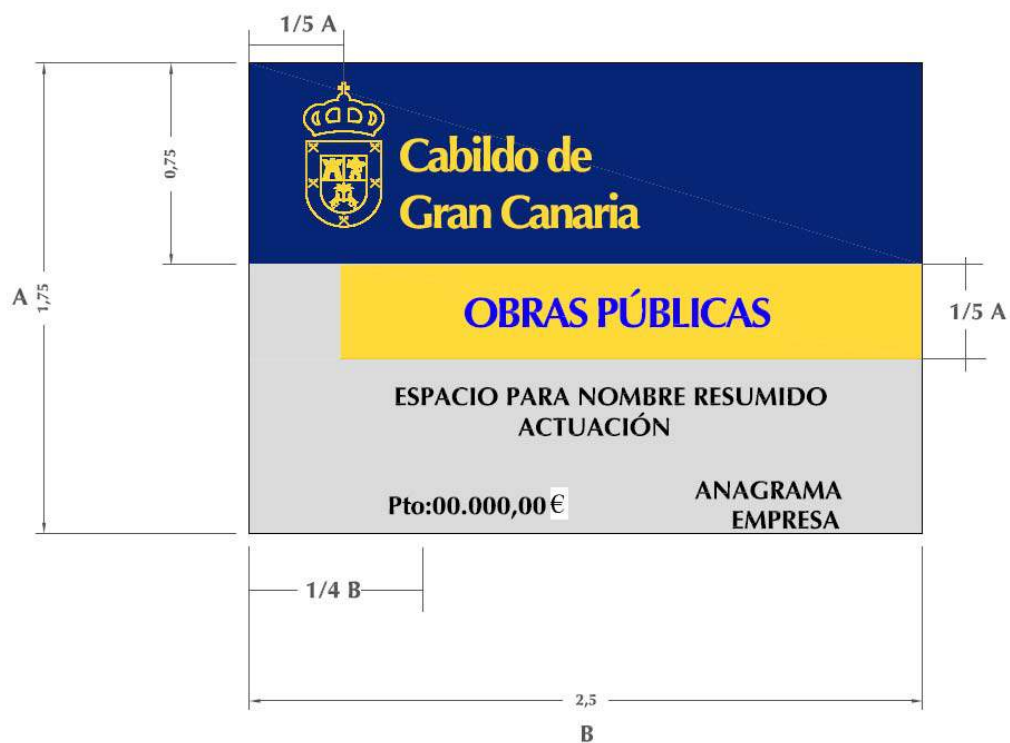 1/5 A
0,75
Cabildo de
Gran Canaria
A
1,75
OBRAS PÚBLICAS
1/5 A
ESPACIO PARA NOMBRE RESUMIDO
ACTUACIÓN
Pto:00.000,00 €
ANAGRAMA
EMPRESA
1/4 B
2,5
B